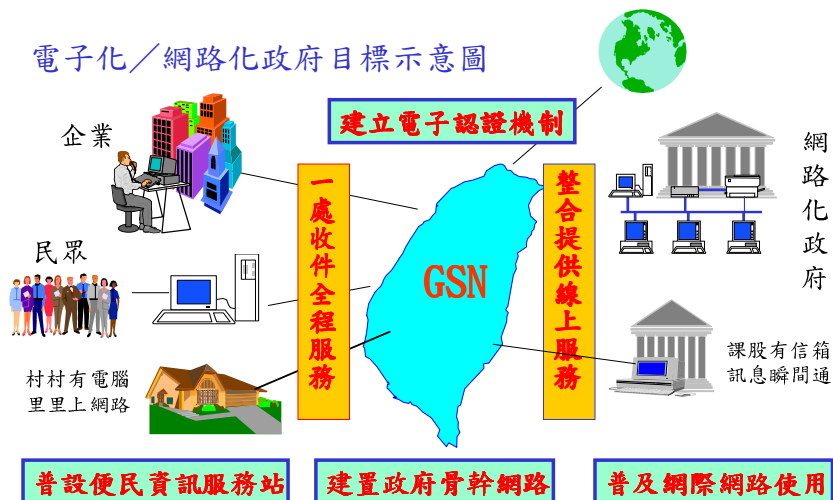 電子化／網路化政府目標示意圖
建立電子認證機制
企業
網路化政府
一處收件全程服務
整合提供線上服務
民眾
GSN
課股有信箱
訊息瞬間通
村村有電腦
里里上網路
普設便民資訊服務站
建置政府骨幹網路
普及網際網路使用